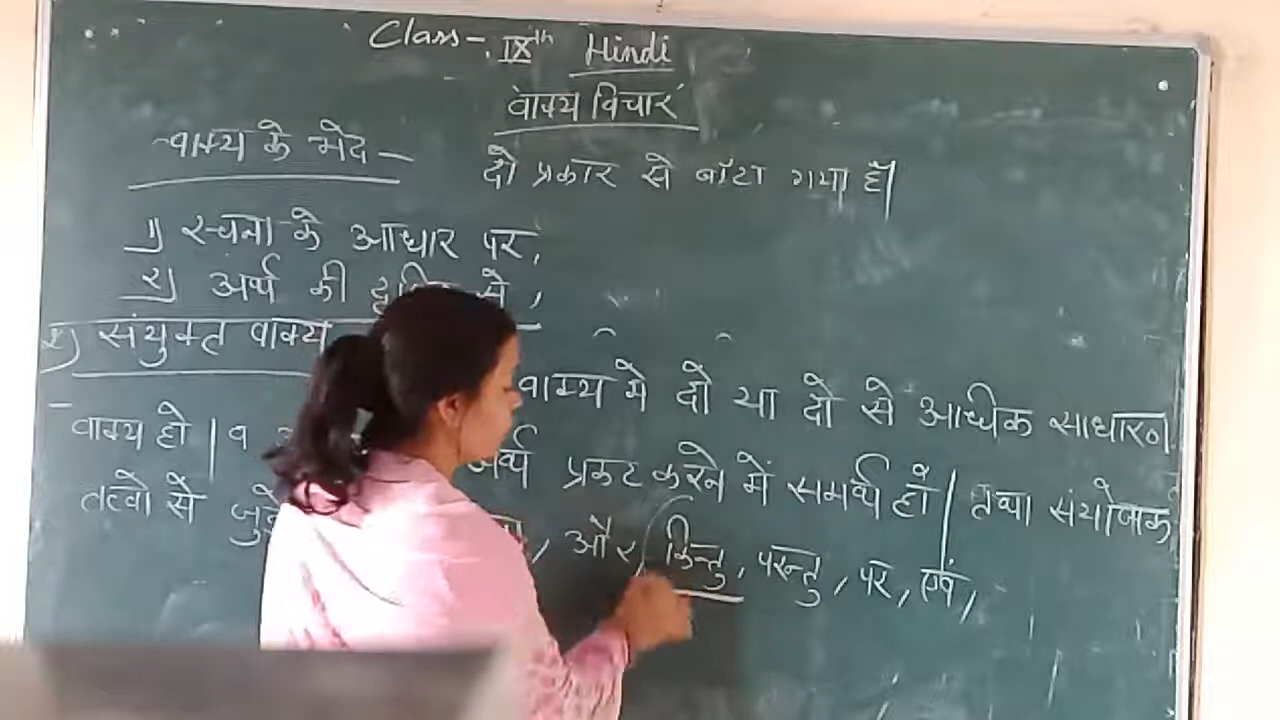 Class - IXth Hindi
वाक्य विचार
वाक्य के भेद — दो प्रकार से बाँटा गया है।
1) रचना के आधार पर,
2) अर्थ की से,
2) संयुक्त वाक्य
वाक्य मे दो या दो से अधिक साधारण
वाक्य हो। व अर्थ प्रकट करने में समर्थ हो। तथा संयोजक
तत्वो से जुड़े , और, किन्तु, परन्तु, पर, एवं,